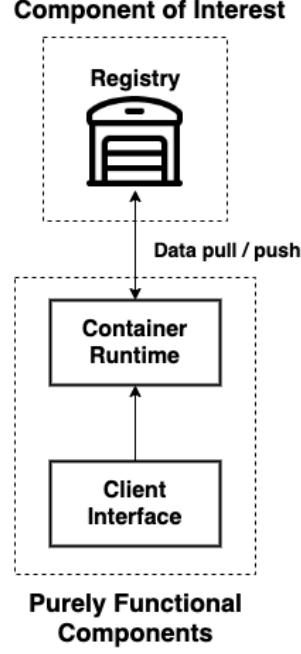 Component of Interest
Registry
Data pull / push
Container
Runtime
Client
Interface
Purely Functional
Components